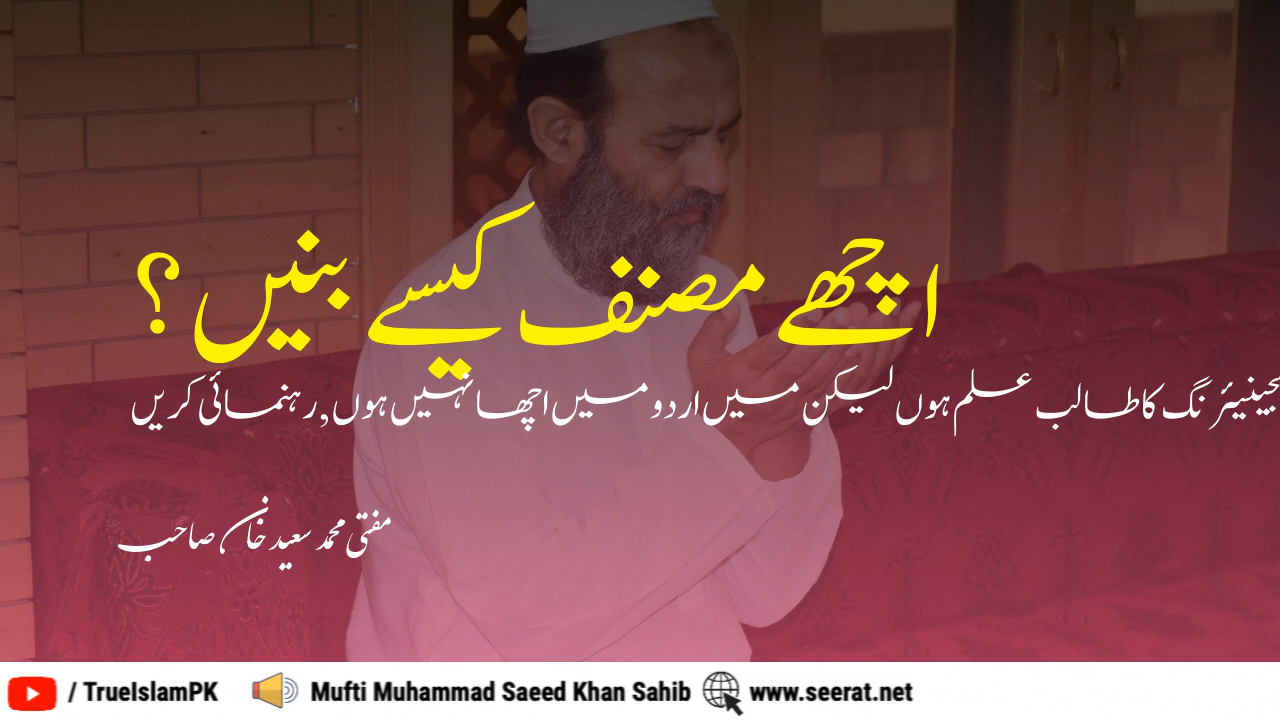 اچھے مصنف کیسے بنیں؟
کا طالب علم ہوں لیکن میں اردو میں اچھا نہیں ہوں, رہنمائی کریں
مفتی محمد سعید خان صاحب
/ TrueIslamPK Mufti Muhammad Saeed Khan Sahib www.seerat.net